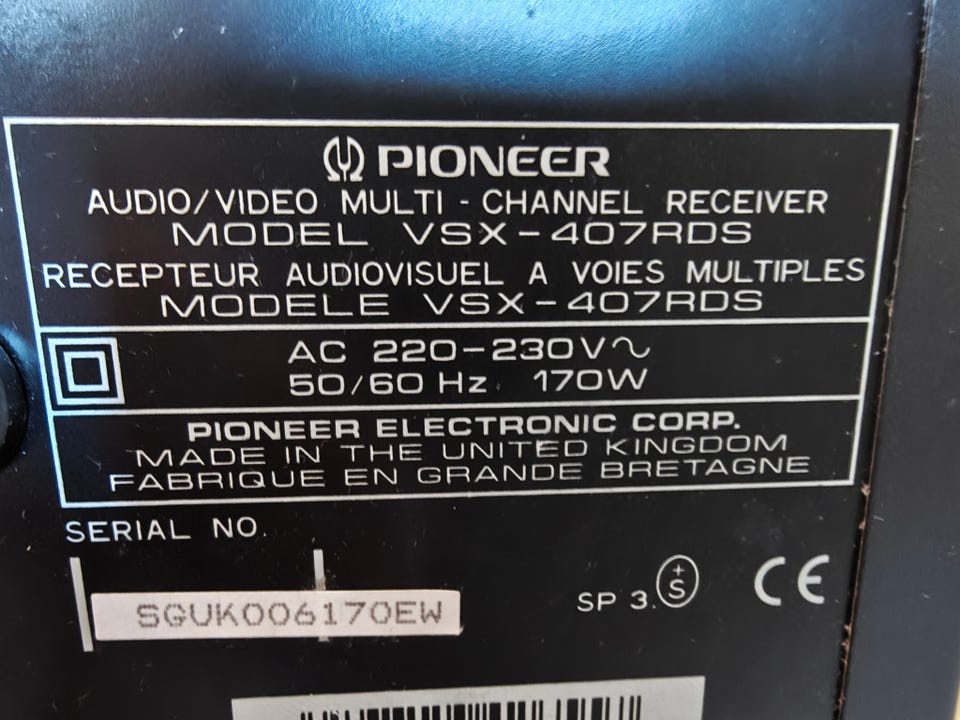 PIONEER
AUDIO/VIDEO MULTI - CHANNEL RECEIVER
MODEL VSX-407RDS
RECEPTEUR AUDIOVISUEL A VOIES MULTIPLES
MODELE VSX-407RDS
AC 220-230V~
50/60 Hz 170W
PIONEER ELECTRONIC CORP.
MADE IN THE UNITED KINGDOM
FABRIQUE EN GRANDE BRETAGNE
SERIAL NO.
SGUK006170EW
SP 3. +S CE